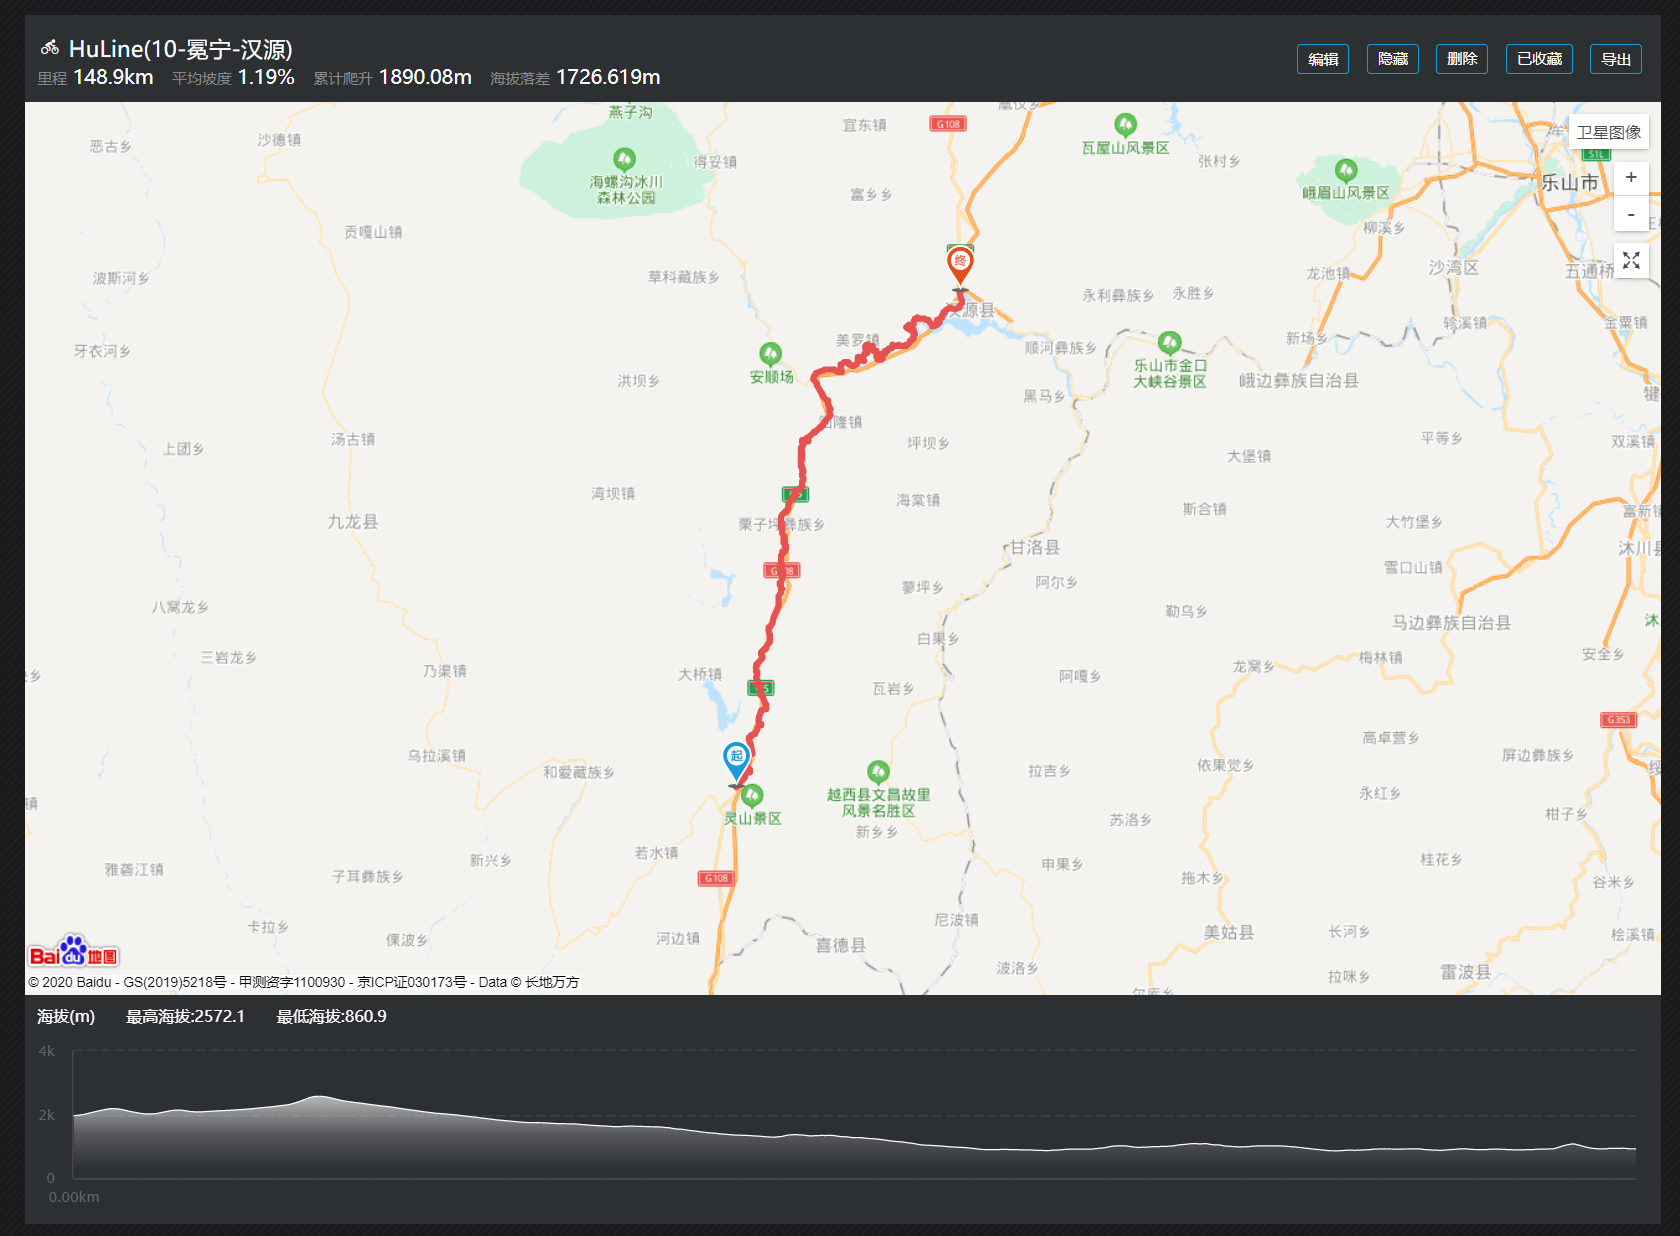 HuLine(10-冕宁-汉源)
里程 148.9km 平均坡度 1.19% 累计爬升 1890.08m 海拔落差 1726.619m
编辑 隐藏 删除 已收藏 导出
燕子沟
宜东镇
G108
瓦屋山风景区
张村乡
卫星图像
S1L
恶古乡
沙德镇
得妥镇
海螺沟冰川
森林公园
富乡乡
峨眉山风景区
乐山市
+
-
贡嘎山镇
柳溪乡
波斯河乡
草科藏族乡
终
永利彝族乡
永胜乡
龙池镇
沙湾区
五通桥
源县
牙衣河乡
美罗镇
顺河彝族乡
新场乡
轸溪镇
金粟镇
安顺场
洪坝乡
乐山市金口
大峡谷景区
峨边彝族自治县
黑马乡
隆镇
汤古镇
上团乡
坪坝乡
平等乡
双溪镇
大堡镇
湾坝镇
海棠镇
九龙县
斯合镇
大竹堡乡
富新镇
甘洛县
沐川县
阿尔乡
雪口山镇
蓼坪乡
八窝龙乡
勒乌乡
马边彝族自治县
白果乡
三岩龙乡
乃渠镇
大桥镇
瓦岩乡
阿嘎乡
龙窝乡
梅林镇
安全乡
G353
乌拉溪镇
和爱藏族乡
起
灵山景区
越西县文昌故里
风景名胜区
新乡乡
拉吉乡
依果觉乡
高卓营乡
屏边彝族乡
永红乡
柑子乡
苏洛乡
雅砻江镇
子耳彝族乡
新兴乡
若水镇
G108
申果乡
拖木乡
桂花乡
谷米乡
卡拉乡
倮波乡
河边镇
喜德县
尼波镇
波洛乡
美姑县
长河乡
拉咪乡
雷波县
桧溪镇
Bai du 地图
© 2020 Baidu - GS(2019)5218号 - 甲测资字1100930 - 京ICP证030173号 - Data © 长地万方
海拔(m) 最高海拔:2572.1 最低海拔:860.9
4k
2k
0
0.00km